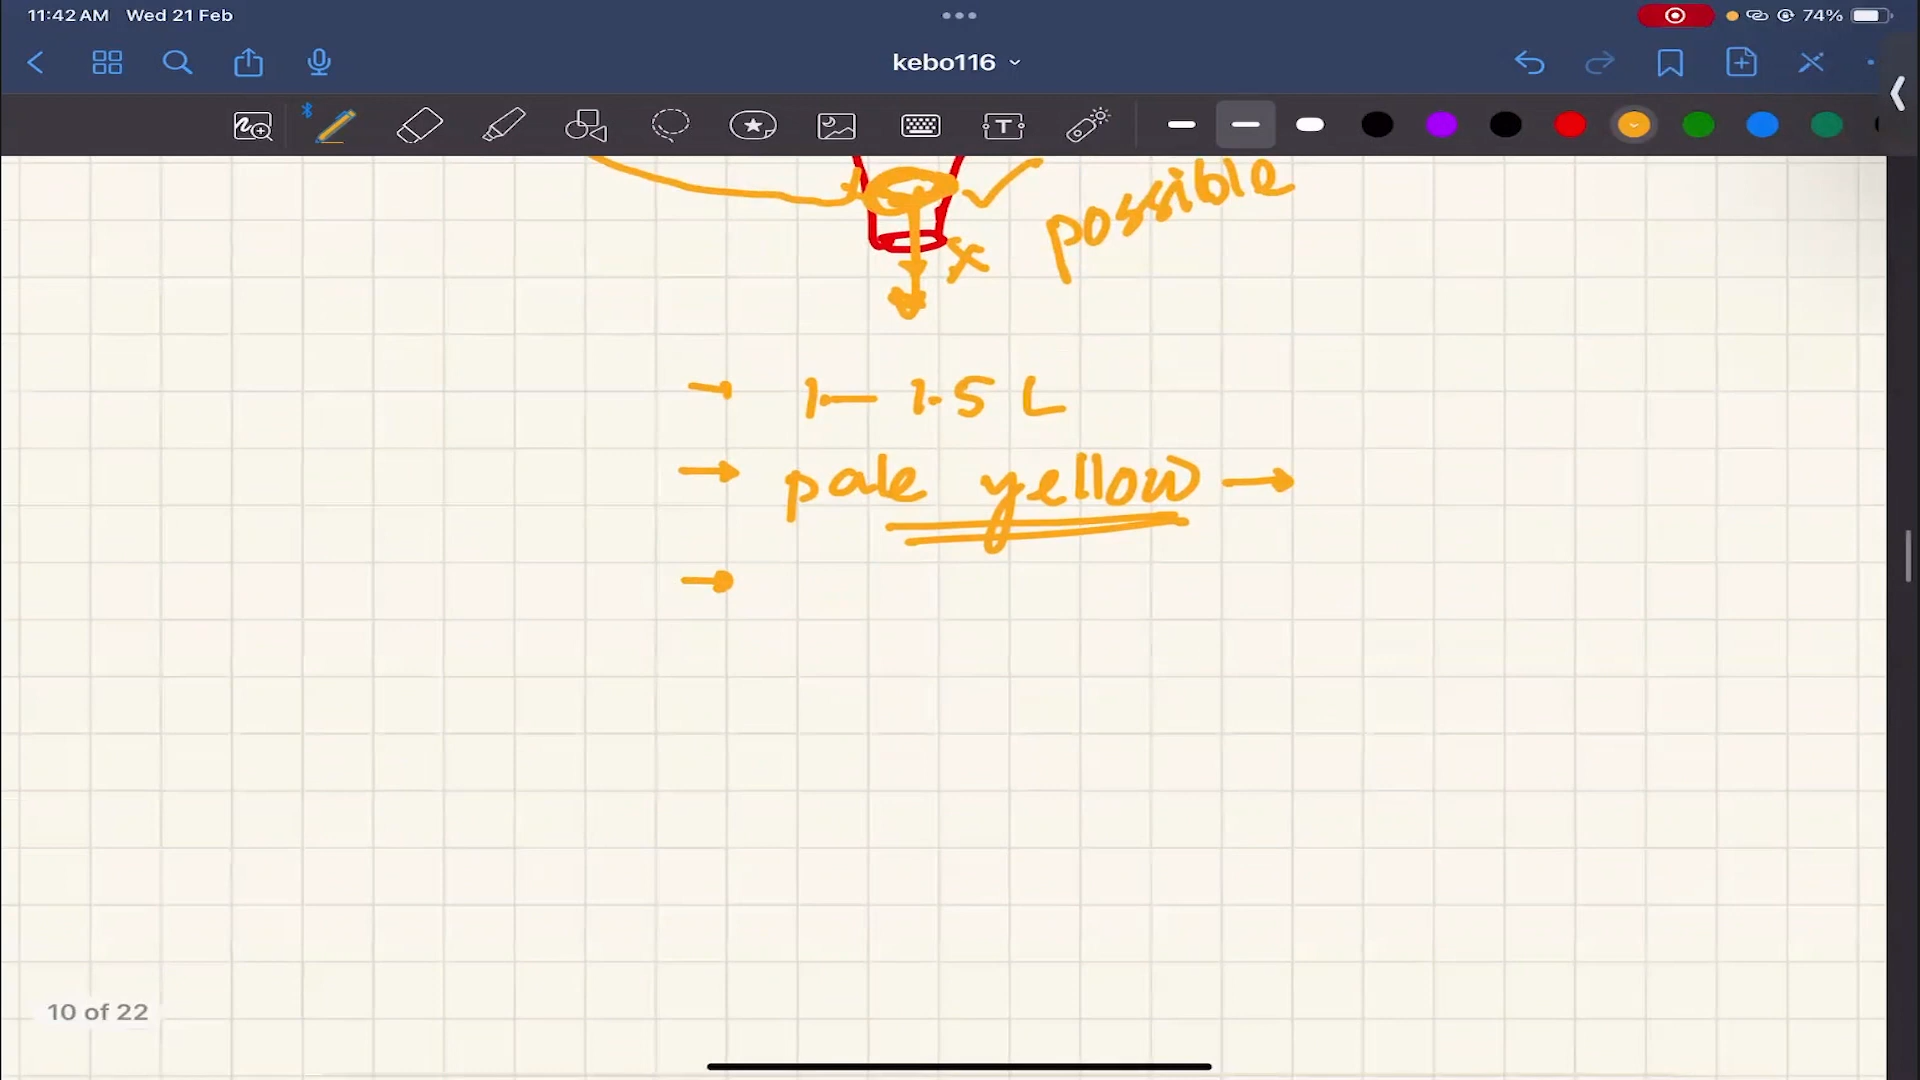 11:42 AM Wed 21 Feb
74%
kebo116
T
possible
x
1 — 1.5 L
pale yellow →
10 of 22